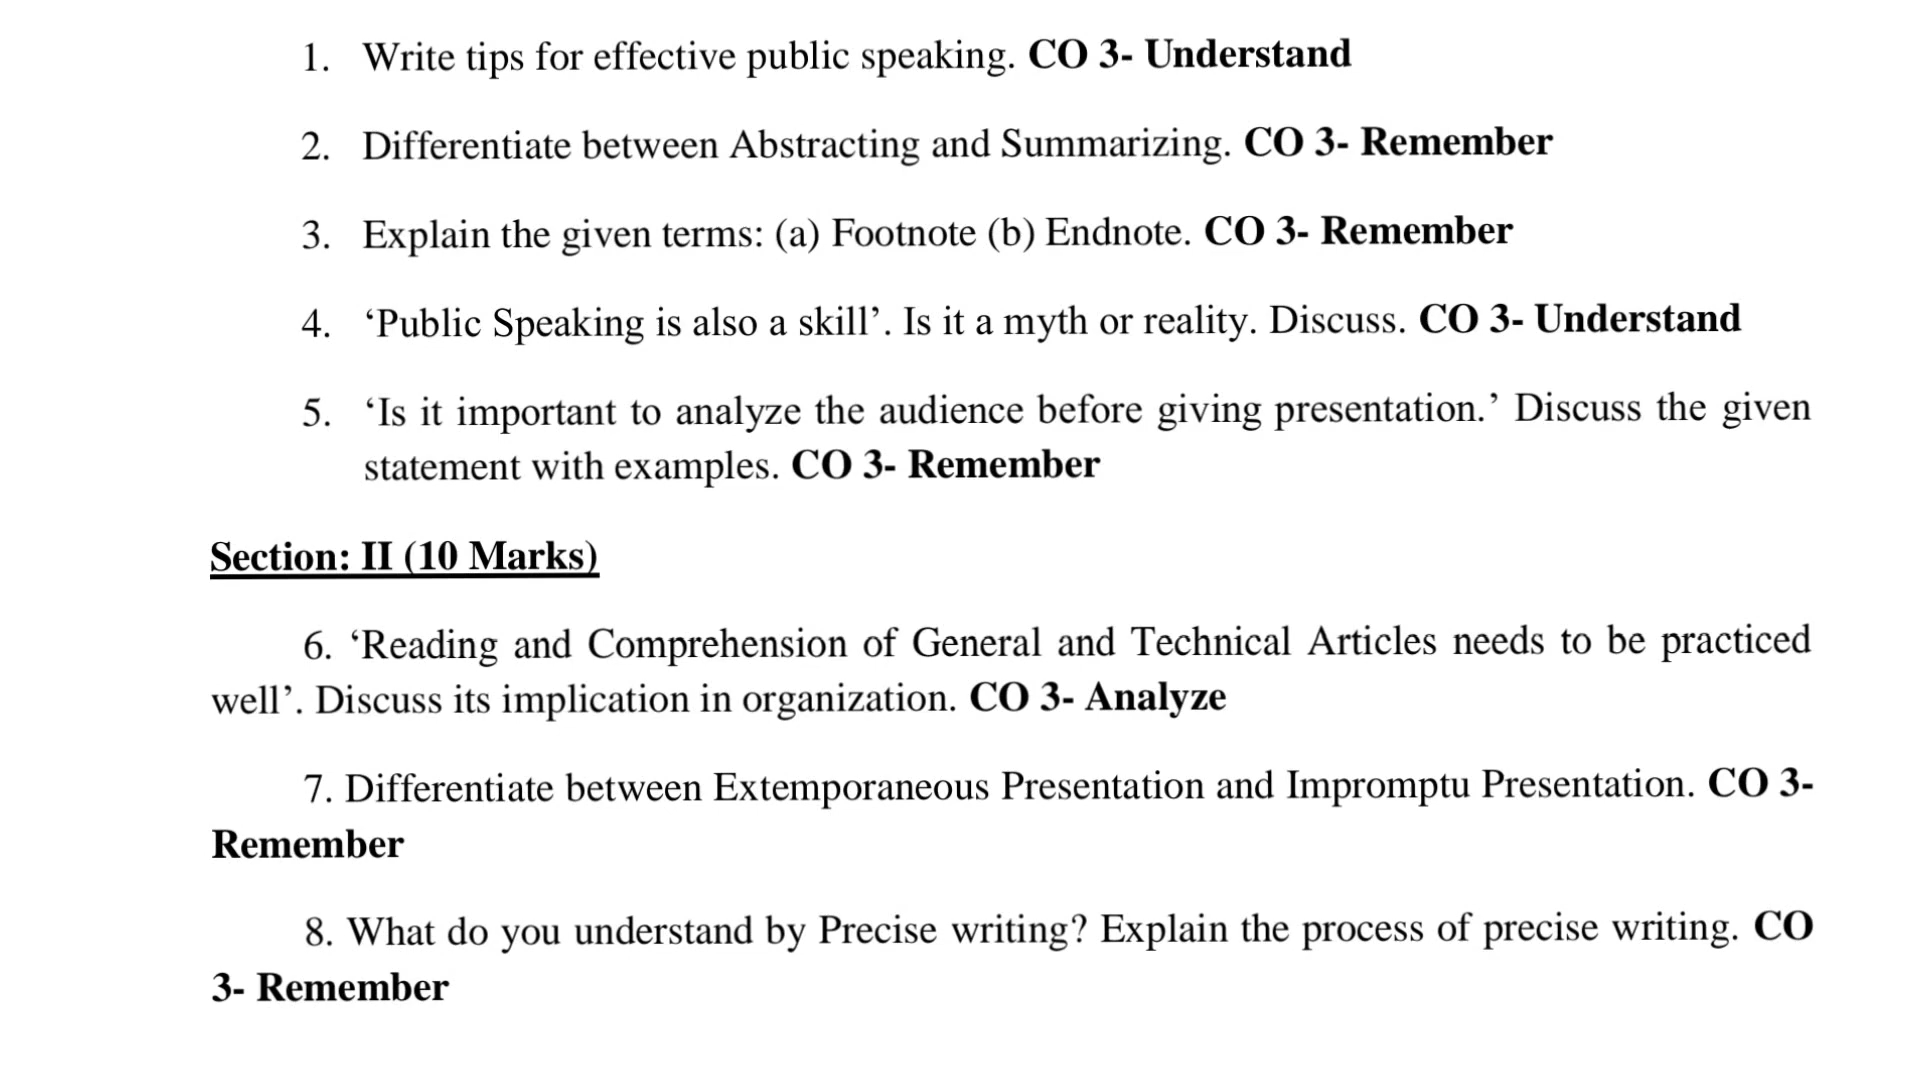 1. Write tips for effective public speaking. CO 3- Understand
2. Differentiate between Abstracting and Summarizing. CO 3- Remember
3. Explain the given terms: (a) Footnote (b) Endnote. CO 3- Remember
4. ‘Public Speaking is also a skill’. Is it a myth or reality. Discuss. CO 3- Understand
5. ‘Is it important to analyze the audience before giving presentation.’ Discuss the given
statement with examples. CO 3- Remember
Section: II (10 Marks)
6. ‘Reading and Comprehension of General and Technical Articles needs to be practiced
well’. Discuss its implication in organization. CO 3- Analyze
7. Differentiate between Extemporaneous Presentation and Impromptu Presentation. CO 3-
Remember
8. What do you understand by Precise writing? Explain the process of precise writing. CO
3- Remember